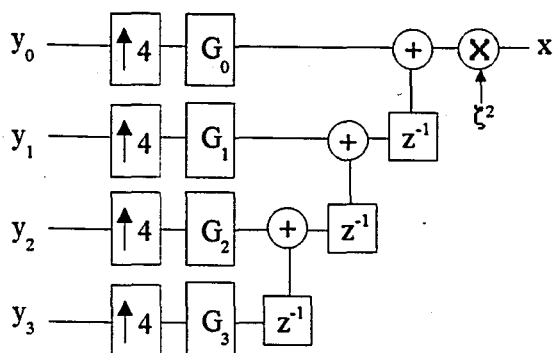 y₀ ↑4 G₀ + × x
ζ²
y₁ ↑4 G₁ + z⁻¹
y₂ ↑4 G₂ + z⁻¹
y₃ ↑4 G₃ z⁻¹